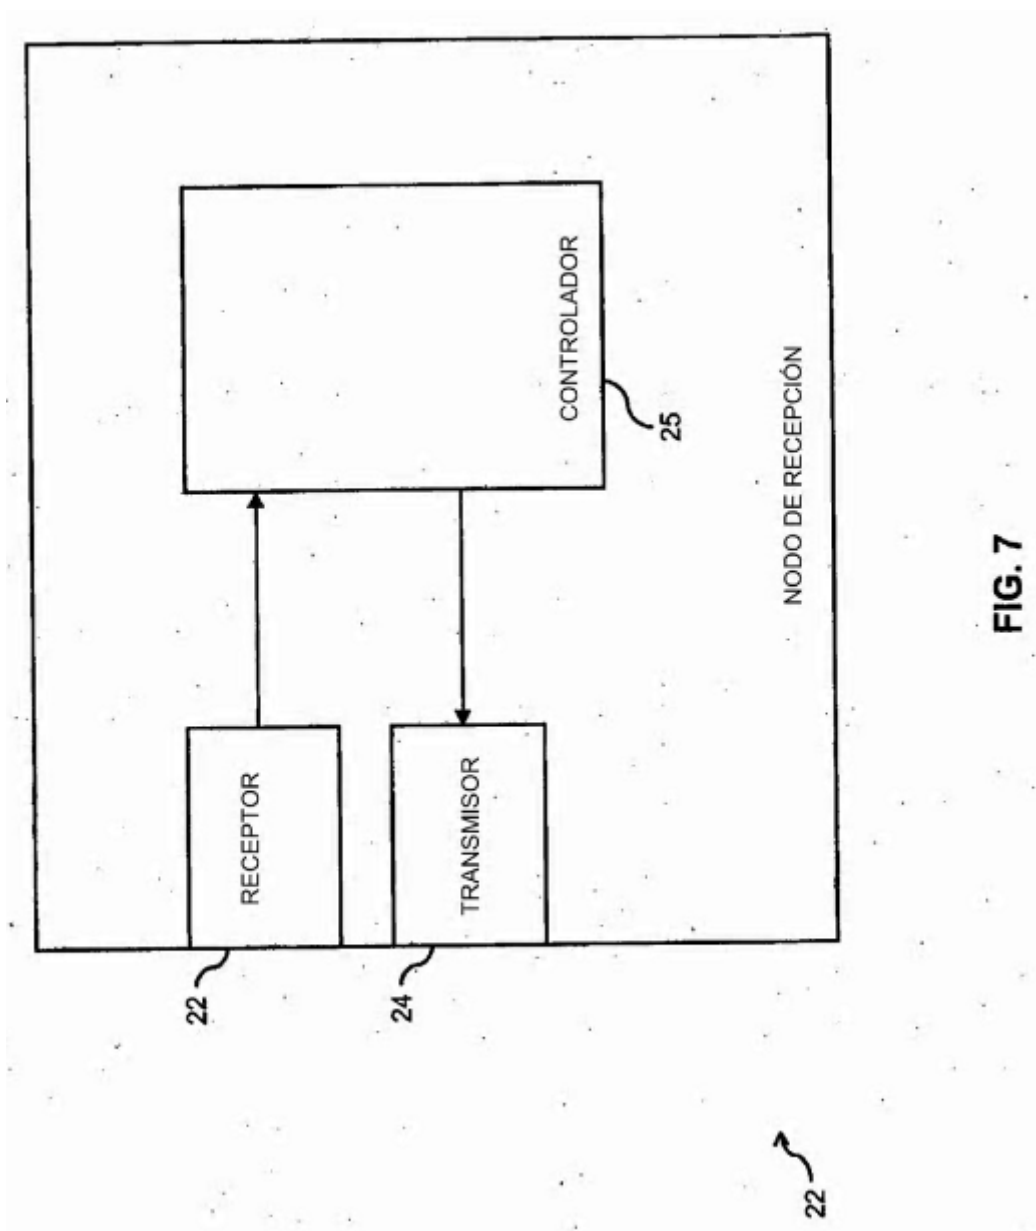 22
RECEPTOR
24
TRANSMISOR
CONTROLADOR
25
NODO DE RECEPCIÓN
22
FIG. 7